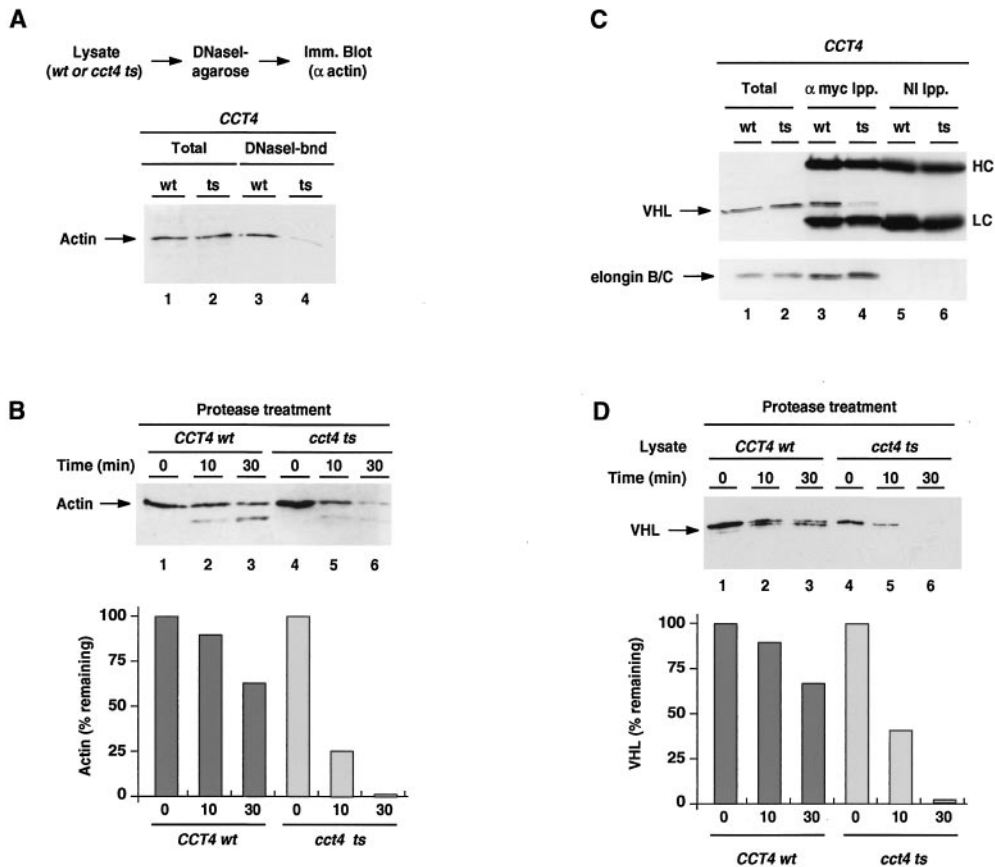 A
Lysate
(wt or cct4 ts)
DNaseI-
agarose
Imm. Blot
(α actin)
CCT4
Total DNaseI-bnd
wt ts wt ts
Actin
1 2 3 4
B
Protease treatment
CCT4 wt cct4 ts
Time (min) 0 10 30 0 10 30
Actin
1 2 3 4 5 6
Actin (% remaining)
100
75
50
25
0
0 10 30 0 10 30
CCT4 wt cct4 ts
C
CCT4
Total α myc Ipp. NI Ipp.
wt ts wt ts wt ts
HC
VHL
LC
elongin B/C
1 2 3 4 5 6
D
Protease treatment
Lysate CCT4 wt cct4 ts
Time (min) 0 10 30 0 10 30
VHL
1 2 3 4 5 6
VHL (% remaining)
100
75
50
25
0
0 10 30 0 10 30
CCT4 wt cct4 ts